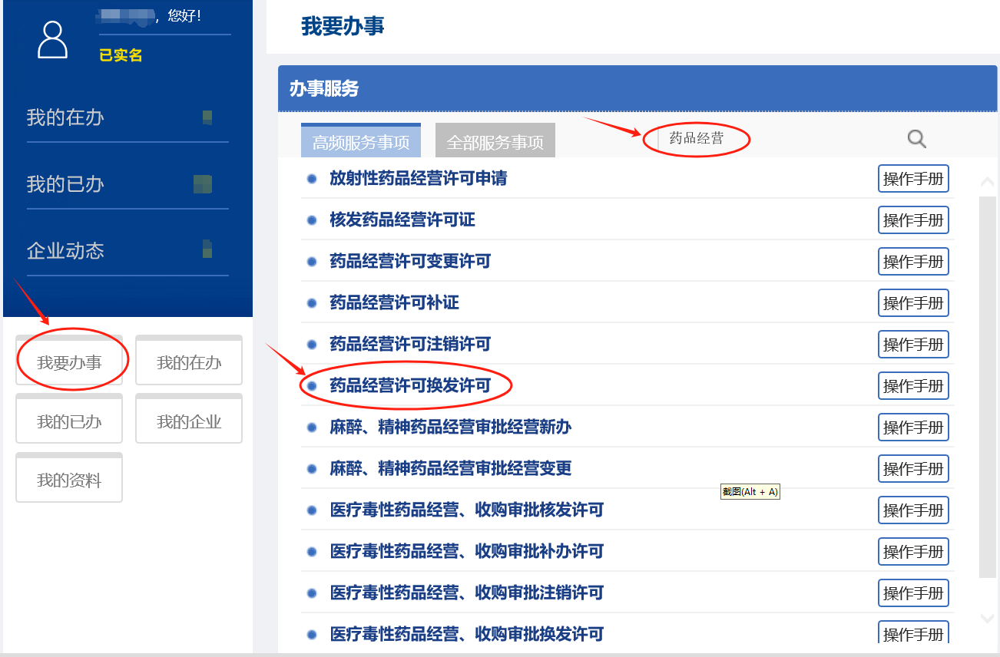 ，您好！
已实名
我的在办
我的已办
企业动态
我要办事
我的在办
我的已办
我的企业
我的资料
我要办事
办事服务
高频服务事项
全部服务事项
药品经营
放射性药品经营许可申请
操作手册
核发药品经营许可证
操作手册
药品经营许可变更许可
操作手册
药品经营许可补证
操作手册
药品经营许可注销许可
操作手册
药品经营许可换发许可
操作手册
麻醉、精神药品经营审批经营新办
操作手册
麻醉、精神药品经营审批经营变更
操作手册
截图(Alt + A)
医疗毒性药品经营、收购审批核发许可
操作手册
医疗毒性药品经营、收购审批补办许可
操作手册
医疗毒性药品经营、收购审批注销许可
操作手册
医疗毒性药品经营、收购审批换发许可
操作手册